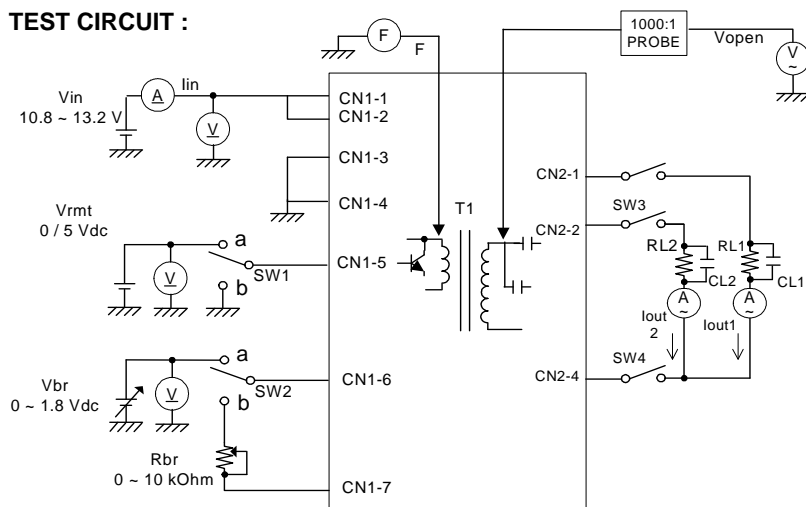 TEST CIRCUIT :
F
F
1000:1
PROBE
Vopen
V
~
Vin
10.8 ~ 13.2 V
A
Iin
V
CN1-1
CN1-2
CN1-3
CN1-4
Vrmt
0 / 5 Vdc
V
a
SW1
b
CN1-5
T1
CN2-1
SW3
CN2-2
RL2
CL2
RL1
CL1
A
~
A
~
Iout
2
Iout1
SW4
CN2-4
Vbr
0 ~ 1.8 Vdc
V
a
SW2
b
CN1-6
Rbr
0 ~ 10 kOhm
CN1-7